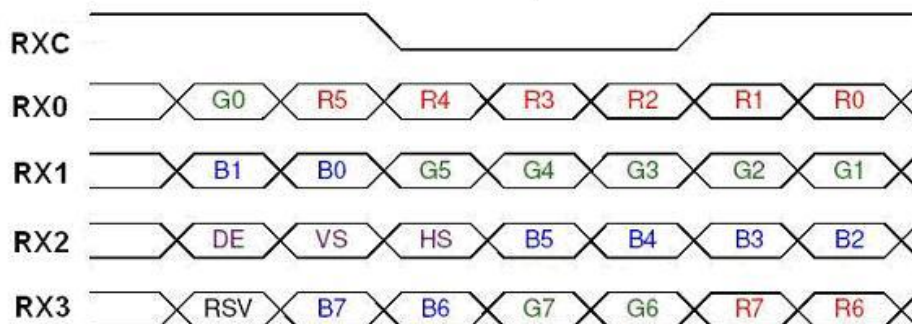 RXC
RX0 G0 R5 R4 R3 R2 R1 R0
RX1 B1 B0 G5 G4 G3 G2 G1
RX2 DE VS HS B5 B4 B3 B2
RX3 RSV B7 B6 G7 G6 R7 R6